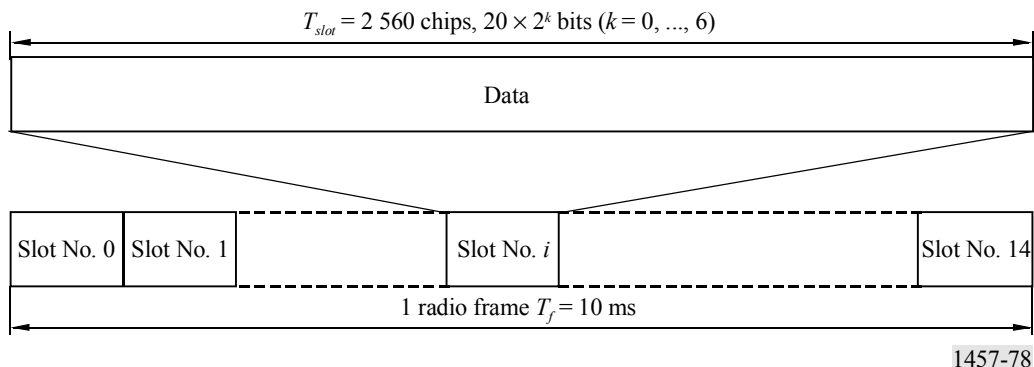 T_slot = 2 560 chips, 20 × 2^k bits (k = 0, ..., 6)
Data
Slot No. 0
Slot No. 1
Slot No. i
Slot No. 14
1 radio frame T_f = 10 ms
1457-78